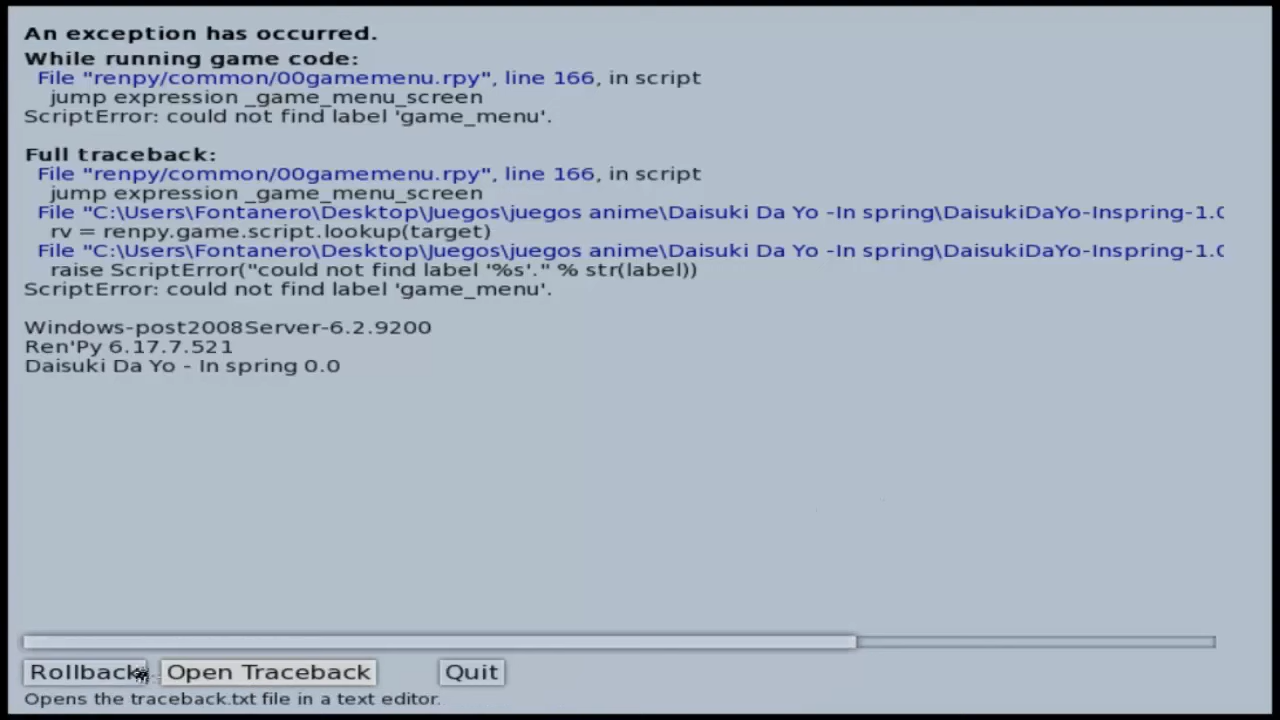 An exception has occurred.
While running game code:
File "renpy/common/00gamemenu.rpy", line 166, in script
jump expression _game_menu_screen
ScriptError: could not find label 'game_menu'.
Full traceback:
File "renpy/common/00gamemenu.rpy", line 166, in script
jump expression _game_menu_screen
File "C:\Users\Fontanero\Desktop\Juegos\juegos anime\Daisuki Da Yo -In spring\DaisukiDaYo-Inspring-1.0
rv = renpy.game.script.lookup(target)
File "C:\Users\Fontanero\Desktop\Juegos\juegos anime\Daisuki Da Yo -In spring\DaisukiDaYo-Inspring-1.0
raise ScriptError("could not find label '%s'." % str(label))
ScriptError: could not find label 'game_menu'.
Windows-post2008Server-6.2.9200
Ren'Py 6.17.7.521
Daisuki Da Yo - In spring 0.0
Rollback Open Traceback Quit
Opens the traceback.txt file in a text editor.